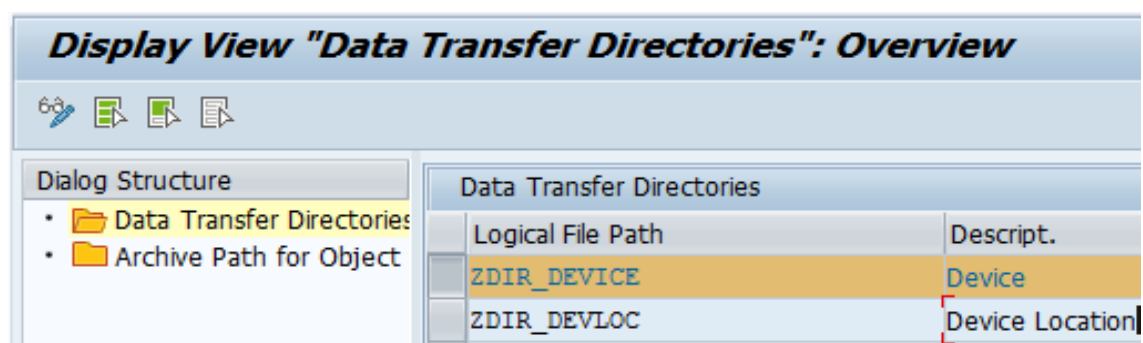 Display View "Data Transfer Directories": Overview
Dialog Structure
Data Transfer Directories
Archive Path for Object
Data Transfer Directories
Logical File Path Descript.
ZDIR_DEVICE Device
ZDIR_DEVLOC Device Location